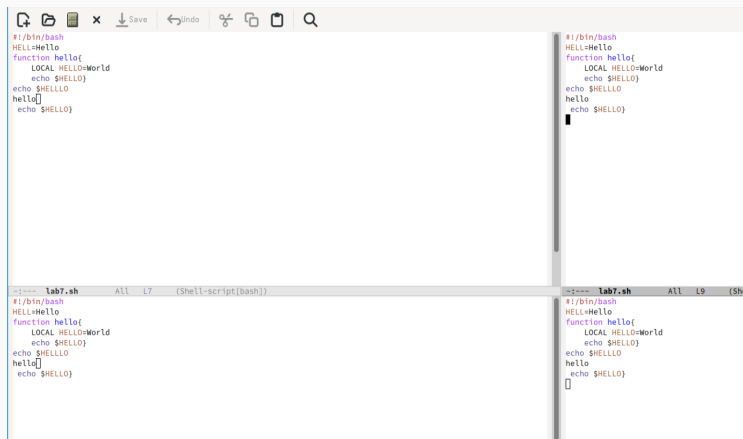 Save Undo
#!/bin/bash
HELL=Hello
function hello{
    LOCAL HELLO=World
    echo $HELLO}
echo $HELLLO
hello
 echo $HELLO}
-:--- lab7.sh All L7 (Shell-script[bash])
#!/bin/bash
HELL=Hello
function hello{
    LOCAL HELLO=World
    echo $HELLO}
echo $HELLLO
hello
 echo $HELLO}
-:--- lab7.sh All L9 (Sh
#!/bin/bash
HELL=Hello
function hello{
    LOCAL HELLO=World
    echo $HELLO}
echo $HELLLO
hello
 echo $HELLO}
#!/bin/bash
HELL=Hello
function hello{
    LOCAL HELLO=World
    echo $HELLO}
echo $HELLLO
hello
 echo $HELLO}